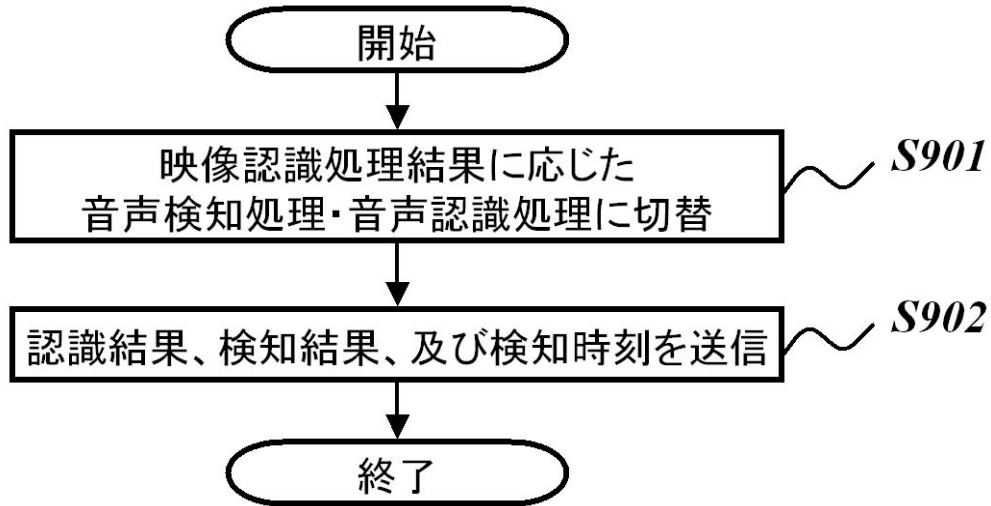 開始
映像認識処理結果に応じた
音声検知処理・音声認識処理に切替
S901
認識結果、検知結果、及び検知時刻を送信
S902
終了